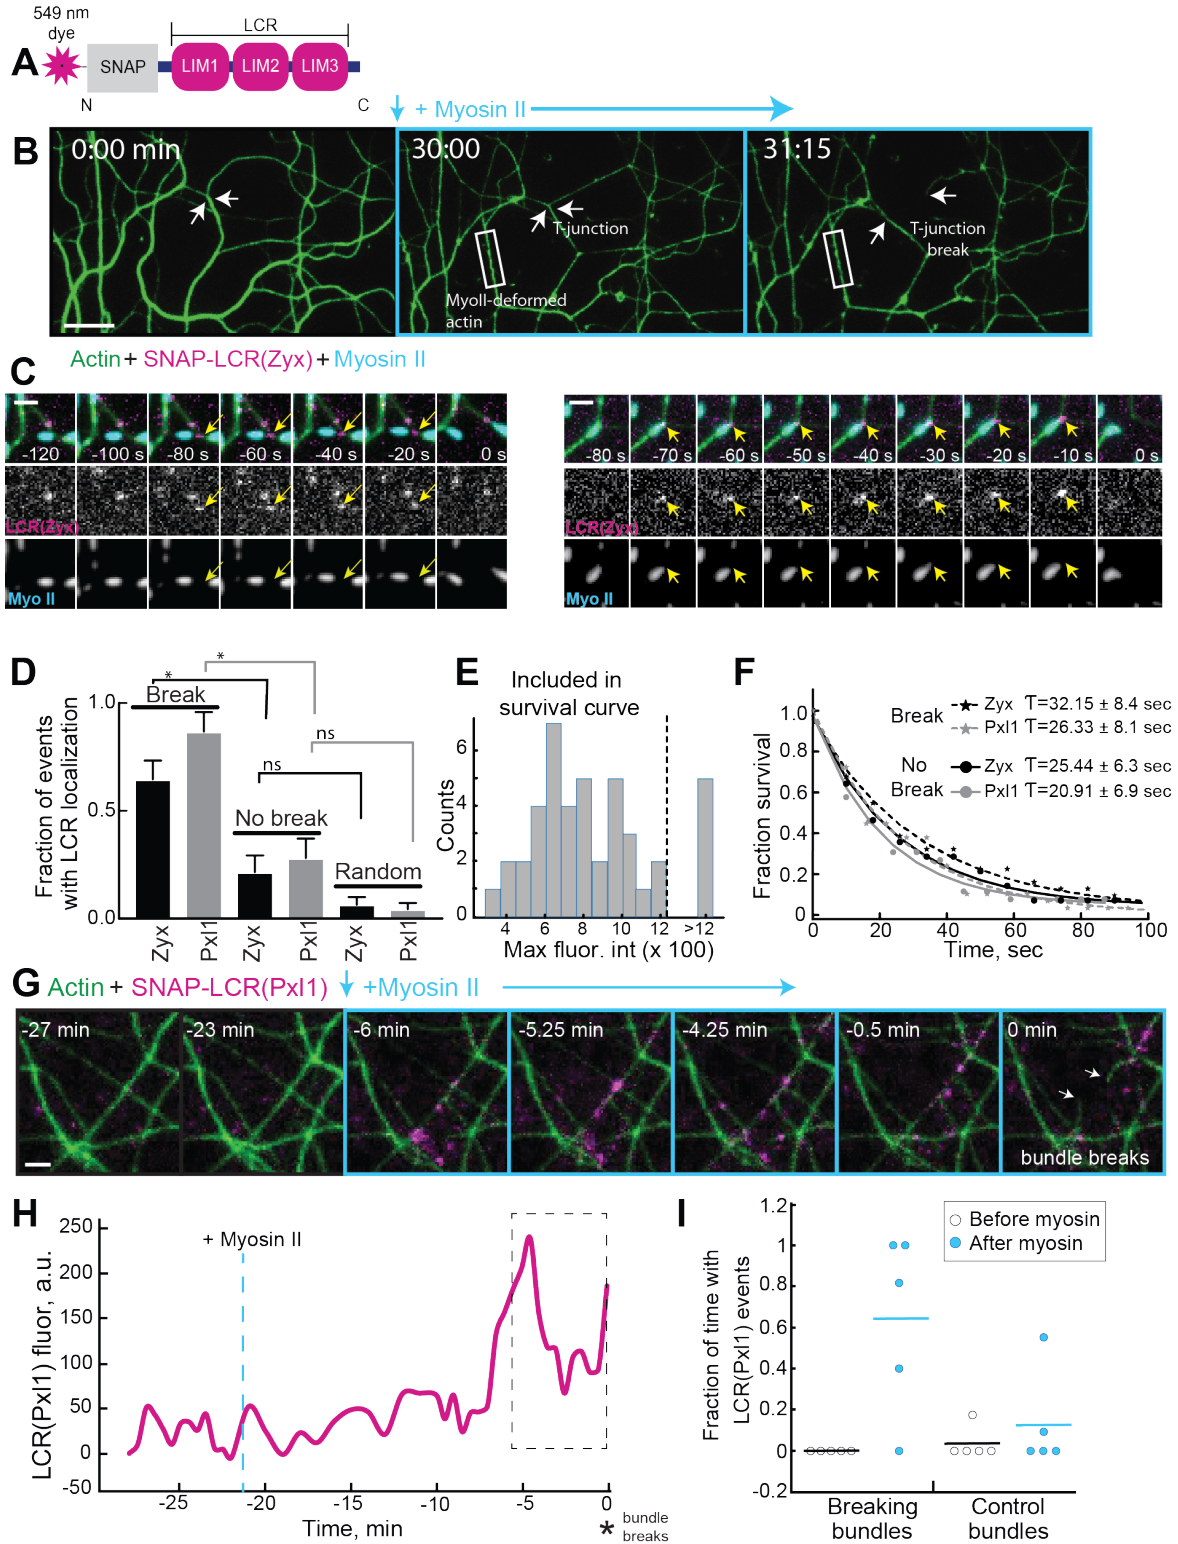 549 nm
dye
LCR
A
SNAP
LIM1
LIM2
LIM3
N
C
+ Myosin II
B
0:00 min
30:00
31:15
T-junction
T-junction
break
MyoII-deformed
actin
Actin + SNAP-LCR(Zyx) + Myosin II
C
-120
-100 s
-80 s
-60 s
-40 s
-20 s
0 s
-80 s
-70 s
-60 s
-50 s
-40 s
-30 s
-20 s
-10 s
0 s
LCR(Zyx)
LCR(Zyx)
Myo II
Myo II
D
*
*
Break
ns
ns
No break
Random
Fraction of events
with LCR localization
1.0
0.5
0.0
Zyx
Pxl1
Zyx
Pxl1
Zyx
Pxl1
E
Included in
survival curve
Counts
6
4
2
0
4
6
8
10
12
>12
Max fluor. int (x 100)
F
Break
Zyx T=32.15 ± 8.4 sec
Pxl1 T=26.33 ± 8.1 sec
No
Break
Zyx T=25.44 ± 6.3 sec
Pxl1 T=20.91 ± 6.9 sec
Fraction survival
1.0
0.8
0.6
0.4
0.2
0
0
20
40
60
80
100
Time, sec
G
Actin + SNAP-LCR(Pxl1)
+Myosin II
-27 min
-23 min
-6 min
-5.25 min
-4.25 min
-0.5 min
0 min
bundle breaks
H
+ Myosin II
LCR(Pxl1) fluor, a.u.
250
200
150
100
50
0
-50
-25
-20
-15
-10
-5
0
Time, min
* bundle
breaks
I
Before myosin
After myosin
Fraction of time with
LCR(Pxl1) events
1.2
1
0.8
0.6
0.4
0.2
0
-0.2
Breaking
bundles
Control
bundles